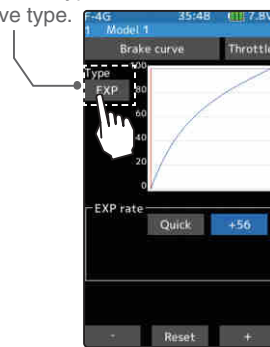 ve type.
F-4G 35:48 7.8V
1 Model 1
Brake curve Throttle
Type
100
EXP
80
40
20
0
EXP rate
Quick +56
- Reset +